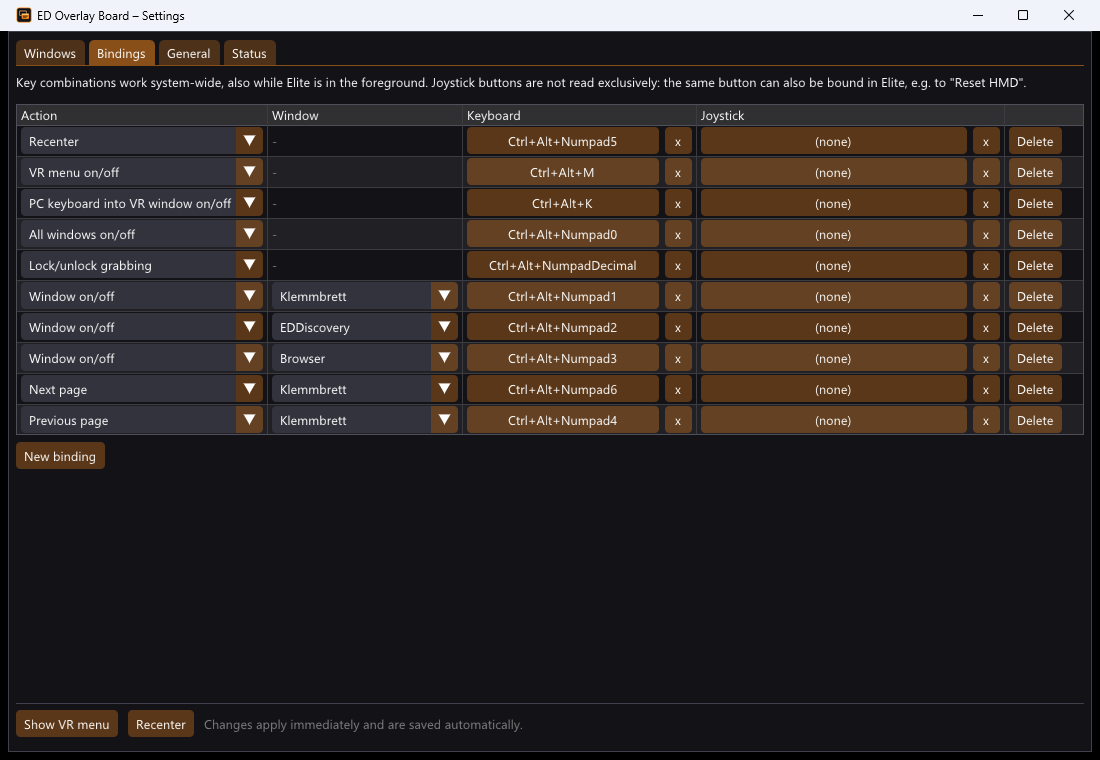 ED Overlay Board – Settings
Windows Bindings General Status
Key combinations work system-wide, also while Elite is in the foreground. Joystick buttons are not read exclusively: the same button can also be bound in Elite, e.g. to "Reset HMD".
Action Window Keyboard Joystick
Recenter - Ctrl+Alt+Numpad5 x (none) x Delete
VR menu on/off - Ctrl+Alt+M x (none) x Delete
PC keyboard into VR window on/off - Ctrl+Alt+K x (none) x Delete
All windows on/off - Ctrl+Alt+Numpad0 x (none) x Delete
Lock/unlock grabbing - Ctrl+Alt+NumpadDecimal x (none) x Delete
Window on/off Klemmbrett Ctrl+Alt+Numpad1 x (none) x Delete
Window on/off EDDiscovery Ctrl+Alt+Numpad2 x (none) x Delete
Window on/off Browser Ctrl+Alt+Numpad3 x (none) x Delete
Next page Klemmbrett Ctrl+Alt+Numpad6 x (none) x Delete
Previous page Klemmbrett Ctrl+Alt+Numpad4 x (none) x Delete
New binding
Show VR menu Recenter Changes apply immediately and are saved automatically.